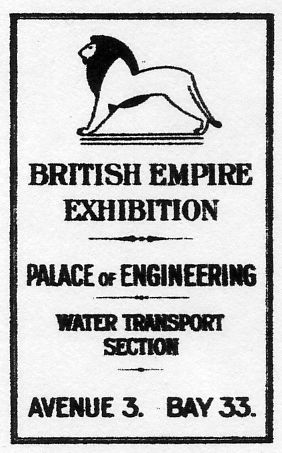 BRITISH EMPIRE
EXHIBITION
PALACE OF ENGINEERING
WATER TRANSPORT
SECTION
AVENUE 3. BAY 33.